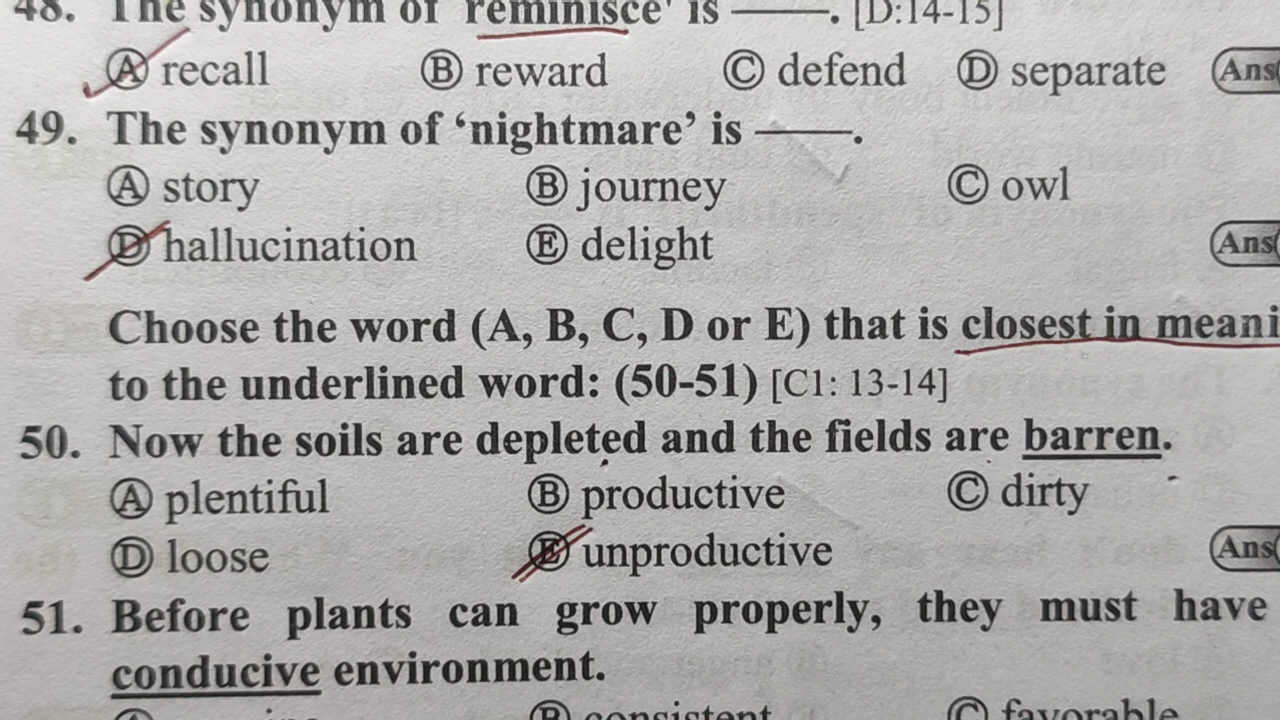 48. The synonym of 'reminisce' is ———. [D:14-15]
Ⓐ recall Ⓑ reward Ⓒ defend Ⓓ separate Ans
49. The synonym of ‘nightmare’ is ———.
Ⓐ story Ⓑ journey Ⓒ owl
Ⓓ hallucination Ⓔ delight Ans
Choose the word (A, B, C, D or E) that is closest in meani
to the underlined word: (50-51) [C1: 13-14]
50. Now the soils are depleted and the fields are barren.
Ⓐ plentiful Ⓑ productive Ⓒ dirty
Ⓓ loose Ⓔ unproductive Ans
51. Before plants can grow properly, they must have
conducive environment.
Ⓐ Ⓑ consistent Ⓒ favorable